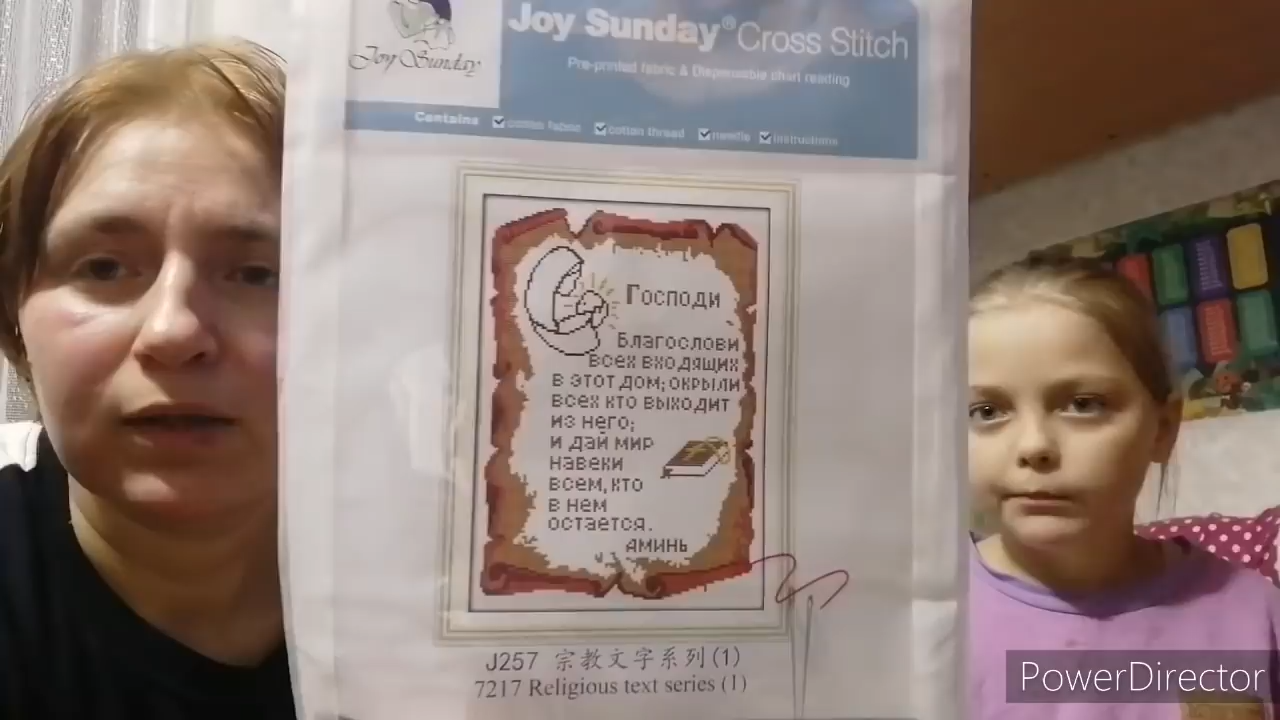 Joy Sunday
Joy Sunday® Cross Stitch
Pre-printed fabric & Disposable chart reading
Contains cotton fabric cotton thread needle instructions
Господи
Благослови
всех входящих
в этот дом; окрыли
всех кто выходит
из него;
и дай мир
навеки
всем, кто
в нем
остаётся.
аминь
J257 宗教文字系列(1)
7217 Religious text series (1)
PowerDirector